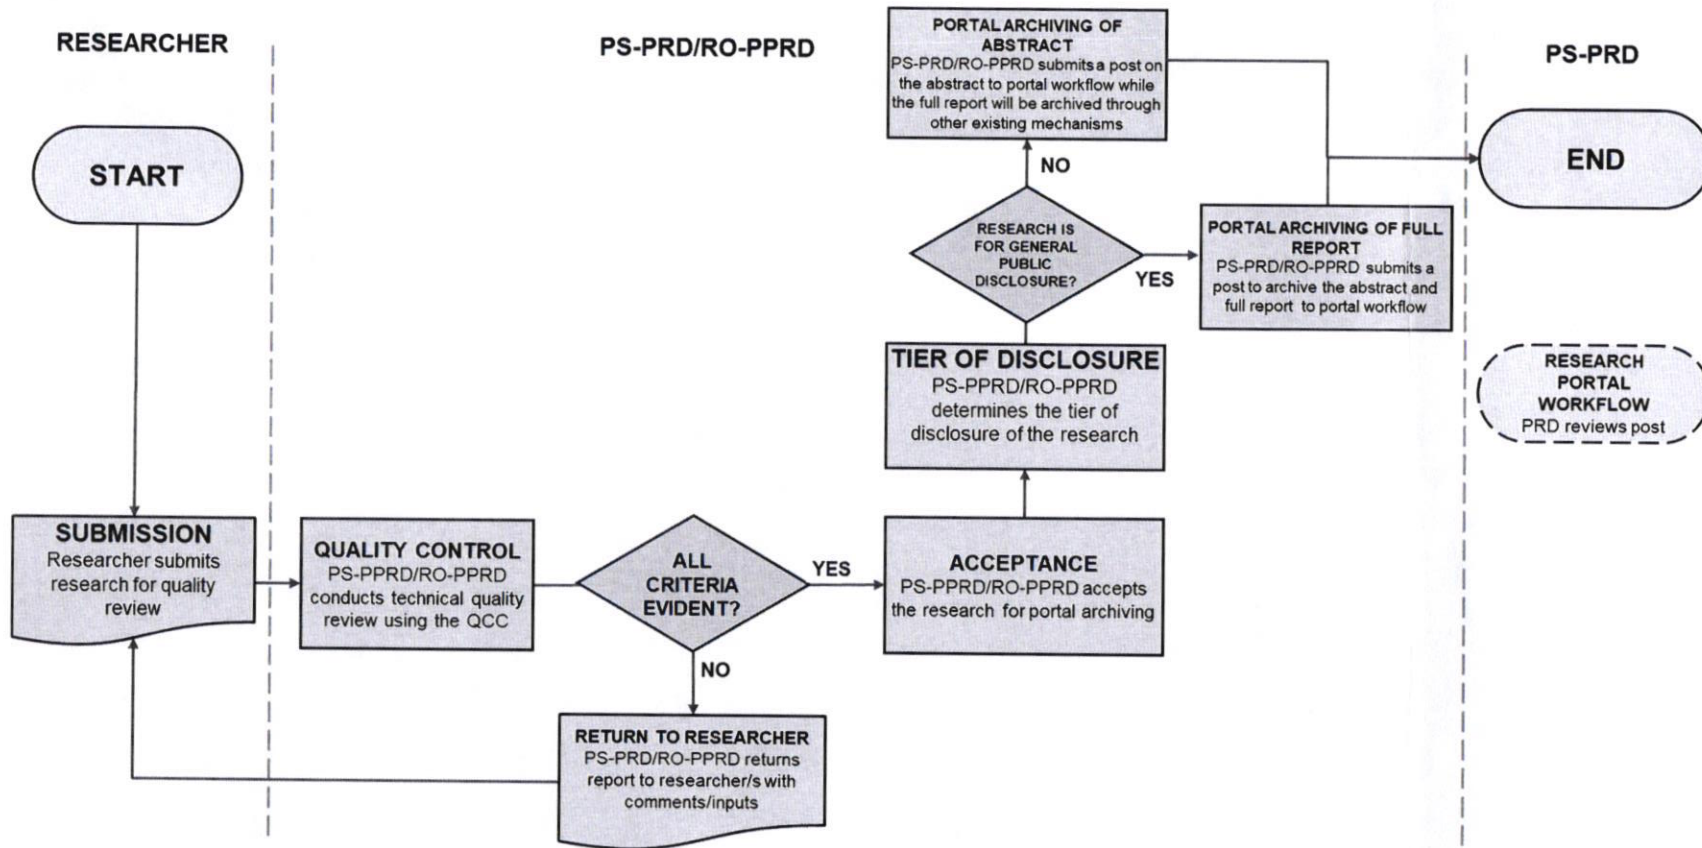 RESEARCHER
PS-PRD/RO-PPRD
PS-PRD
START
SUBMISSION
Researcher submits
research for quality
review
QUALITY CONTROL
PS-PPRD/RO-PPRD
conducts technical quality
review using the QCC
ALL
CRITERIA
EVIDENT?
YES
NO
RETURN TO RESEARCHER
PS-PRD/RO-PPRD returns
report to researcher/s with
comments/inputs
ACCEPTANCE
PS-PPRD/RO-PPRD accepts
the research for portal archiving
TIER OF DISCLOSURE
PS-PPRD/RO-PPRD
determines the tier of
disclosure of the research
RESEARCH IS
FOR GENERAL
PUBLIC
DISCLOSURE?
NO
YES
PORTAL ARCHIVING OF
ABSTRACT
PS-PRD/RO-PPRD submits a post on
the abstract to portal workflow while
the full report will be archived through
other existing mechanisms
PORTAL ARCHIVING OF FULL
REPORT
PS-PRD/RO-PPRD submits a
post to archive the abstract and
full report to portal workflow
END
RESEARCH
PORTAL
WORKFLOW
PRD reviews post